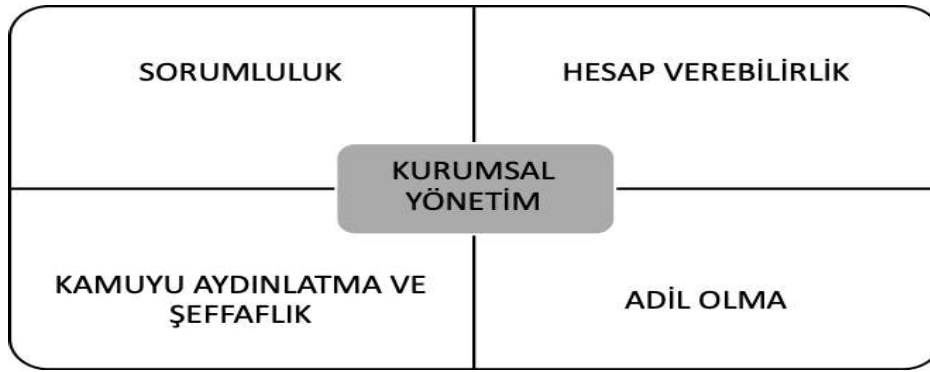 SORUMLULUK
HESAP VEREBİLİRLİK
KURUMSAL
YÖNETİM
KAMUYU AYDINLATMA VE
ŞEFFAFLIK
ADİL OLMA